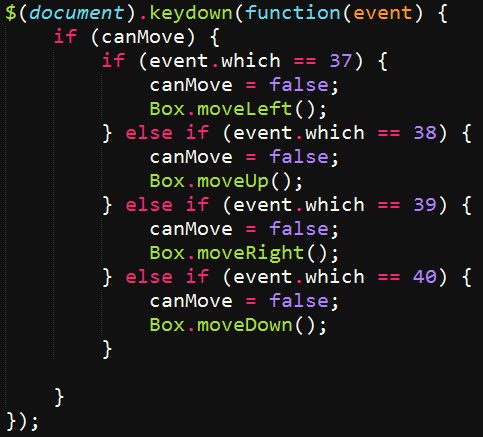 $(document).keydown(function(event) {
    if (canMove) {
        if (event.which == 37) {
            canMove = false;
            Box.moveLeft();
        } else if (event.which == 38) {
            canMove = false;
            Box.moveUp();
        } else if (event.which == 39) {
            canMove = false;
            Box.moveRight();
        } else if (event.which == 40) {
            canMove = false;
            Box.moveDown();
        }

    }
});